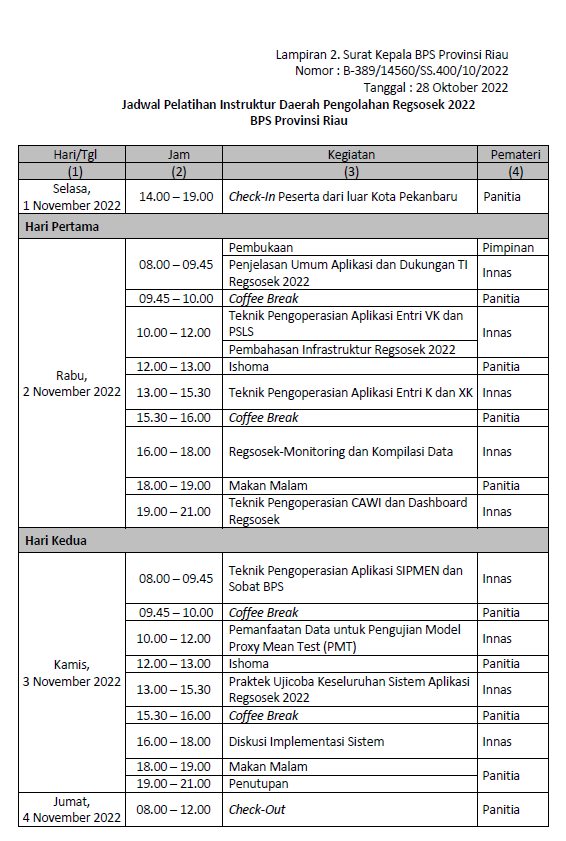 Lampiran 2. Surat Kepala BPS Provinsi Riau
Nomor : B-389/14560/SS.400/10/2022
Tanggal : 28 Oktober 2022
Jadwal Pelatihan Instruktur Daerah Pengolahan Regsosek 2022
BPS Provinsi Riau
Hari/Tgl Jam Kegiatan Pemateri
(1) (2) (3) (4)
Selasa,
1 November 2022 14.00 – 19.00 Check-In Peserta dari luar Kota Pekanbaru Panitia
Hari Pertama
Rabu,
2 November 2022
08.00 – 09.45 Pembukaan Pimpinan
Penjelasan Umum Aplikasi dan Dukungan TI
Regsosek 2022 Innas
09.45 – 10.00 Coffee Break Panitia
10.00 – 12.00 Teknik Pengoperasian Aplikasi Entri VK dan
PSLS Innas
Pembahasan Infrastruktur Regsosek 2022
12.00 – 13.00 Ishoma Panitia
13.00 – 15.30 Teknik Pengoperasian Aplikasi Entri K dan XK Innas
15.30 – 16.00 Coffee Break Panitia
16.00 – 18.00 Regsosek-Monitoring dan Kompilasi Data Innas
18.00 – 19.00 Makan Malam Panitia
19.00 – 21.00 Teknik Pengoperasian CAWI dan Dashboard
Regsosek Innas
Hari Kedua
Kamis,
3 November 2022
08.00 – 09.45 Teknik Pengoperasian Aplikasi SIPMEN dan
Sobat BPS Innas
09.45 – 10.00 Coffee Break Panitia
10.00 – 12.00 Pemanfaatan Data untuk Pengujian Model
Proxy Mean Test (PMT) Innas
12.00 – 13.00 Ishoma Panitia
13.00 – 15.30 Praktek Ujicoba Keseluruhan Sistem Aplikasi
Regsosek 2022 Innas
15.30 – 16.00 Coffee Break Panitia
16.00 – 18.00 Diskusi Implementasi Sistem Innas
18.00 – 19.00 Makan Malam Panitia
19.00 – 21.00 Penutupan
Jumat,
4 November 2022 08.00 – 12.00 Check-Out Panitia